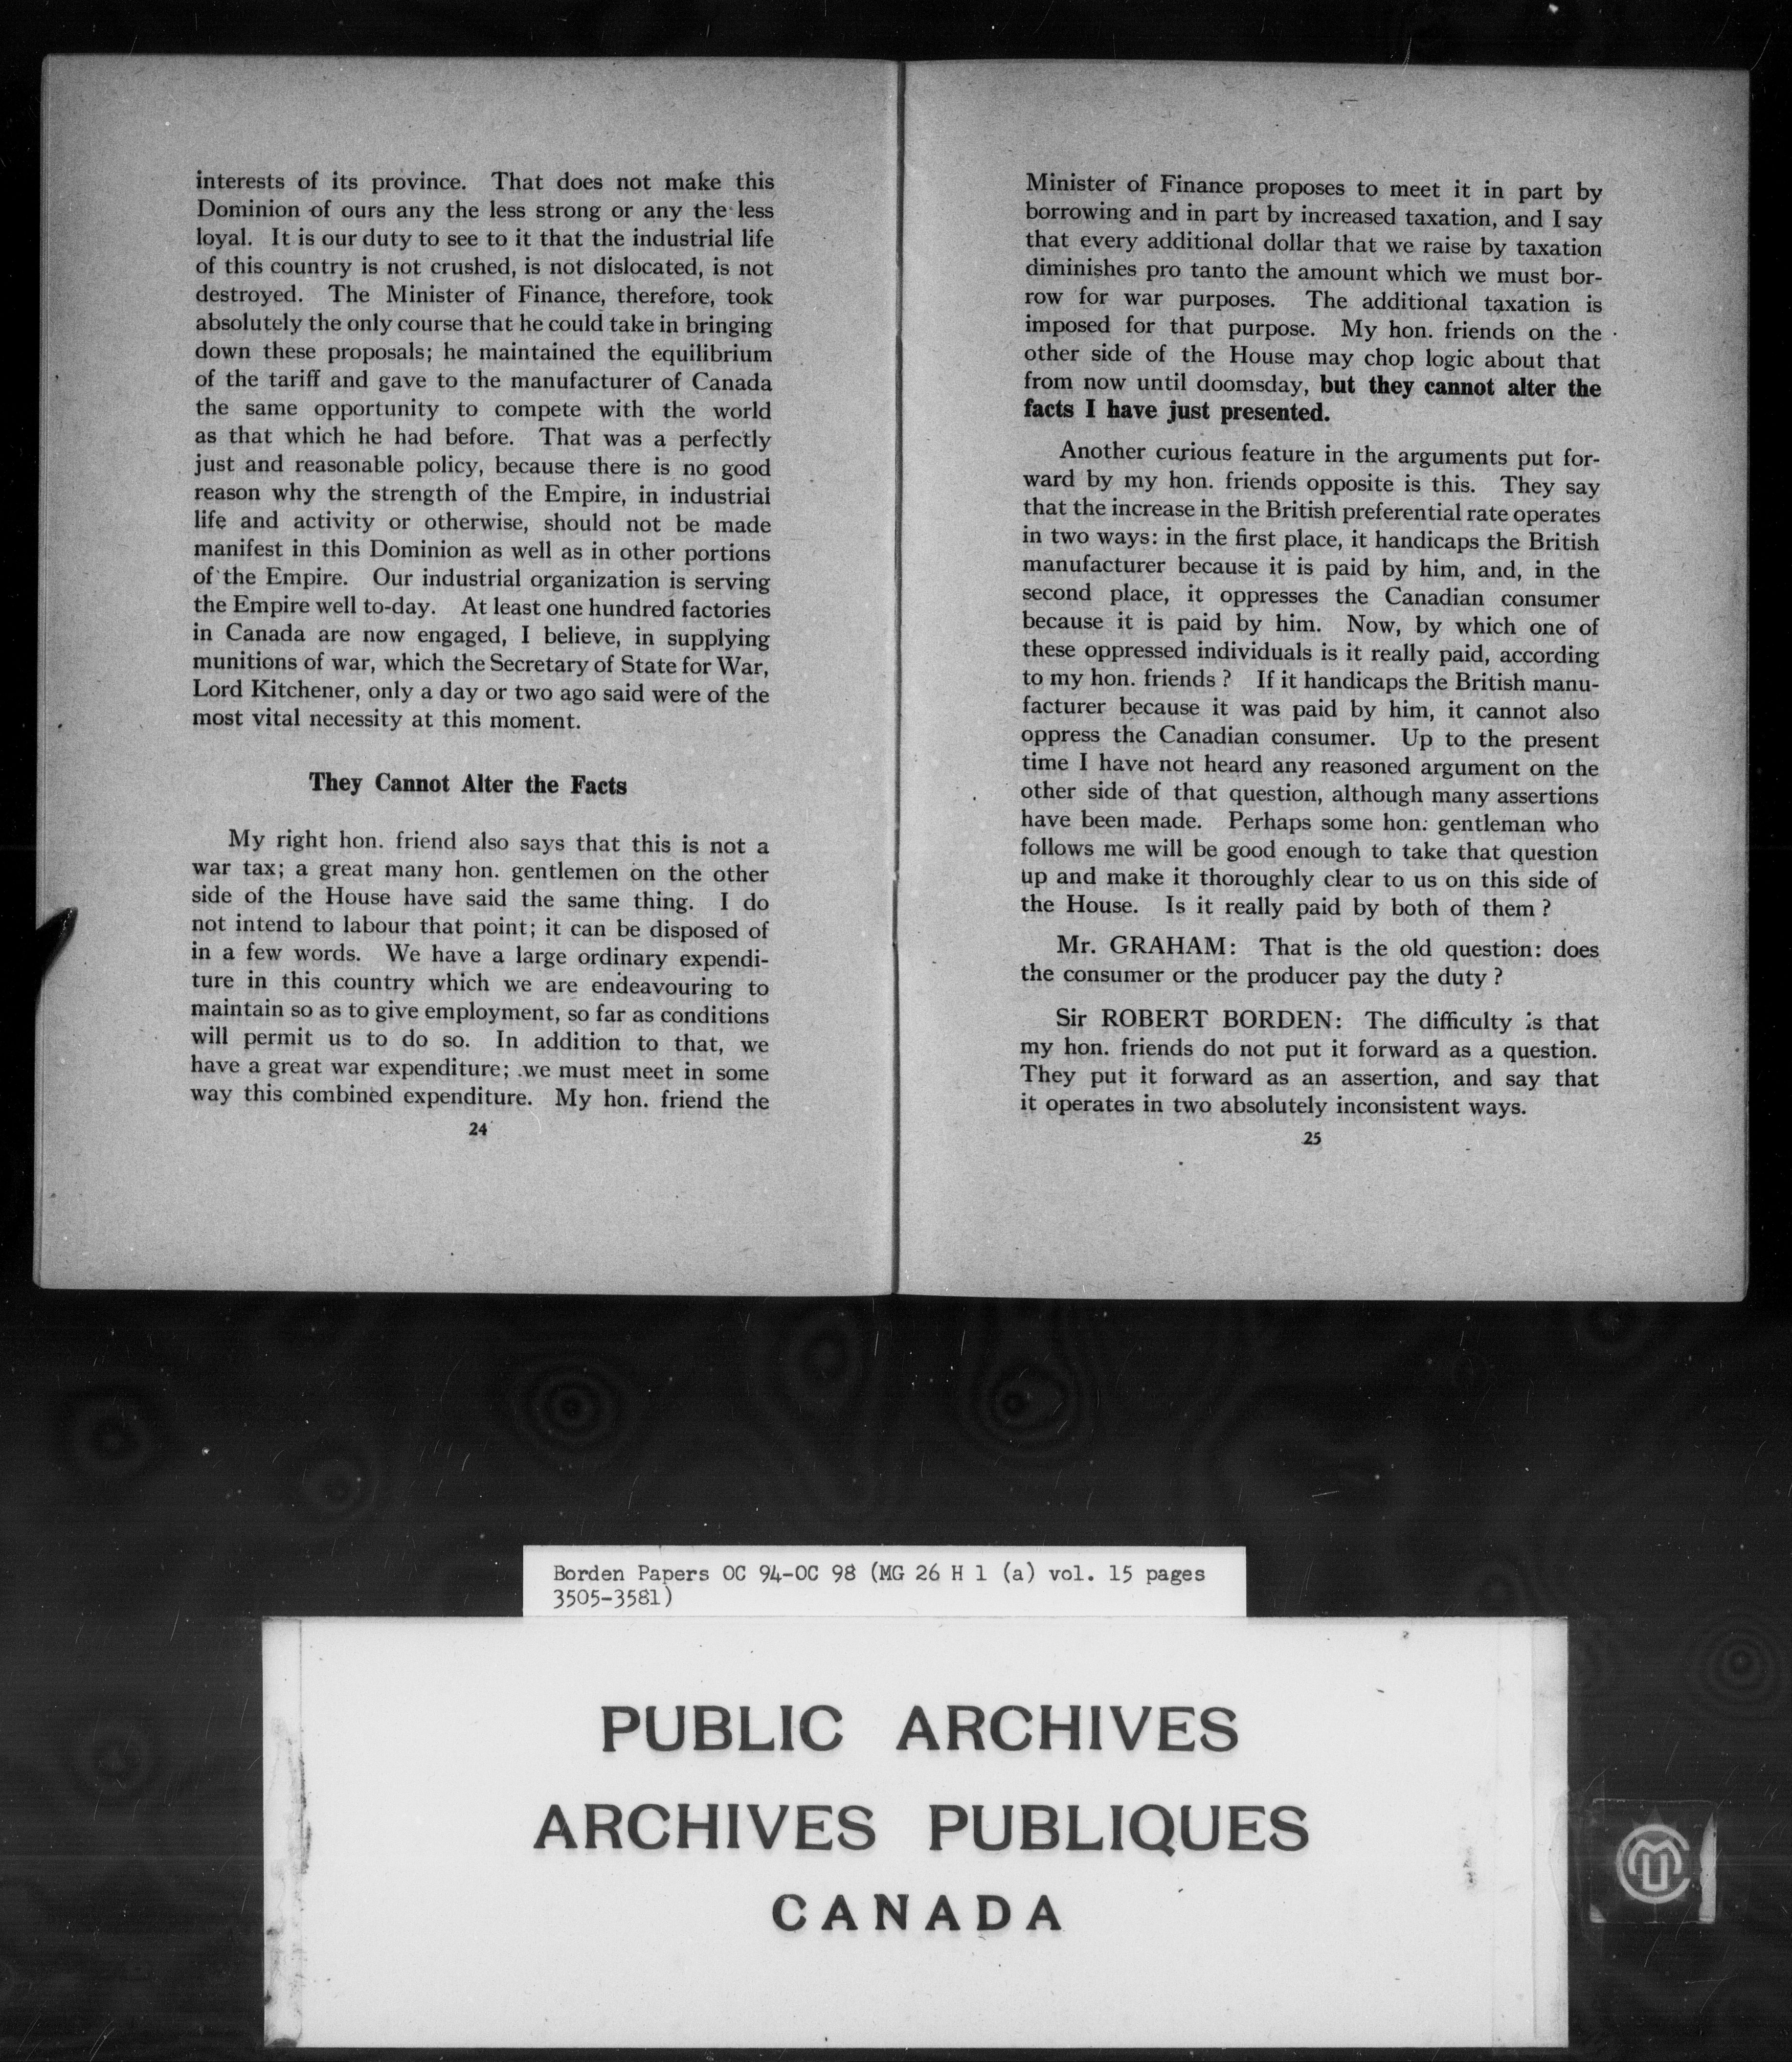 interests of its province. That does not make this
Dominion of ours any the less strong or any the less
loyal. It is our duty to see to it that the industrial life
of this country is not crushed, is not dislocated, is not
destroyed. The Minister of Finance, therefore, took
absolutely the only course that he could take in bringing
down these proposals; he maintained the equilibrium
of the tariff and gave to the manufacturer of Canada
the same opportunity to compete with the world
as that which he had before. That was a perfectly
just and reasonable policy, because there is no good
reason why the strength of the Empire, in industrial
life and activity or otherwise, should not be made
manifest in this Dominion as well as in other portions
of the Empire. Our industrial organization is serving
the Empire well to-day. At least one hundred factories
in Canada are now engaged, I believe, in supplying
munitions of war, which the Secretary of State for War,
Lord Kitchener, only a day or two ago said were of the
most vital necessity at this moment.
They Cannot Alter the Facts
My right hon. friend also says that this is not a
war tax; a great many hon. gentlemen on the other
side of the House have said the same thing. I do
not intend to labour that point; it can be disposed of
in a few words. We have a large ordinary expendi-
ture in this country which we are endeavouring to
maintain so as to give employment, so far as conditions
will permit us to do so. In addition to that, we
have a great war expenditure; we must meet in some
way this combined expenditure. My hon. friend the
24
Minister of Finance proposes to meet it in part by
borrowing and in part by increased taxation, and I say
that every additional dollar that we raise by taxation
diminishes pro tanto the amount which we must bor-
row for war purposes. The additional taxation is
imposed for that purpose. My hon. friends on the
other side of the House may chop logic about that
from now until doomsday, but they cannot alter the
facts I have just presented.
Another curious feature in the arguments put for-
ward by my hon. friends opposite is this. They say
that the increase in the British preferential rate operates
in two ways: in the first place, it handicaps the British
manufacturer because it is paid by him, and, in the
second place, it oppresses the Canadian consumer
because it is paid by him. Now, by which one of
these oppressed individuals is it really paid, according
to my hon. friends ? If it handicaps the British manu-
facturer because it was paid by him, it cannot also
oppress the Canadian consumer. Up to the present
time I have not heard any reasoned argument on the
other side of that question, although many assertions
have been made. Perhaps some hon. gentleman who
follows me will be good enough to take that question
up and make it thoroughly clear to us on this side of
the House. Is it really paid by both of them ?
Mr. GRAHAM: That is the old question: does
the consumer or the producer pay the duty ?
Sir ROBERT BORDEN: The difficulty is that
my hon. friends do not put it forward as a question.
They put it forward as an assertion, and say that
it operates in two absolutely inconsistent ways.
25
Borden Papers OC 94-OC 98 (MG 26 H 1 (a) vol. 15 pages
3505-3581)
PUBLIC ARCHIVES
ARCHIVES PUBLIQUES
CANADA